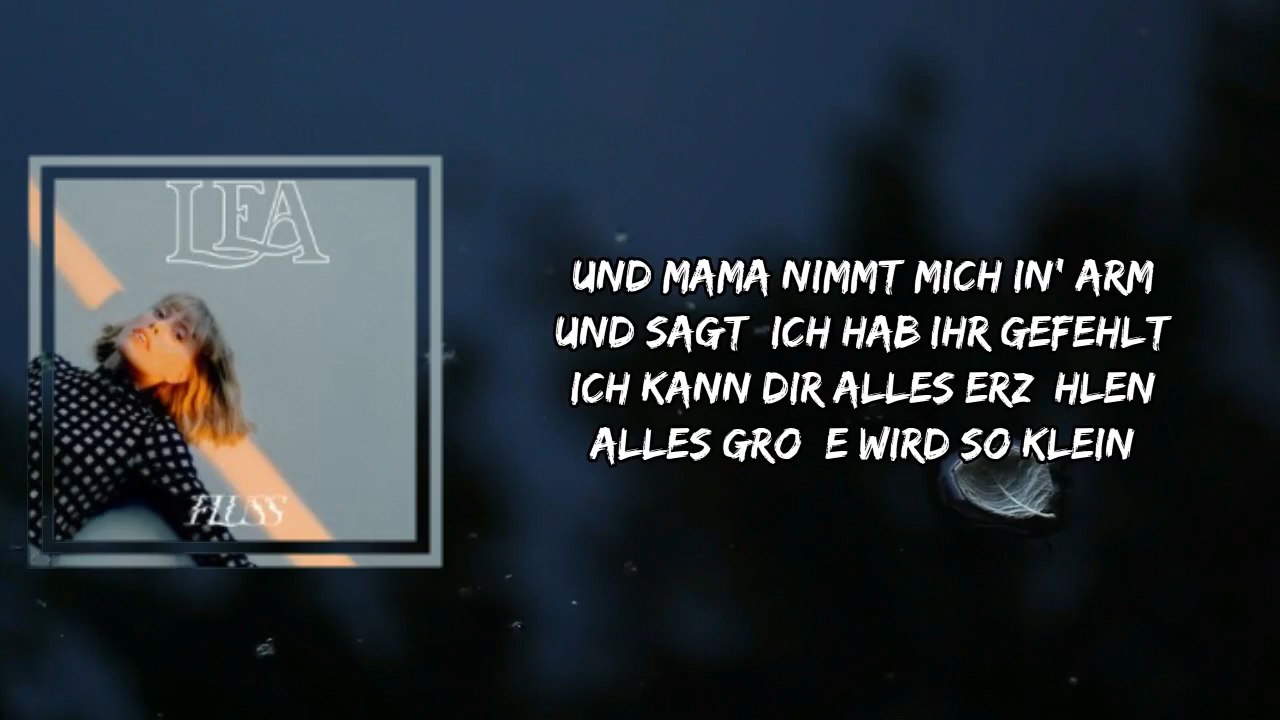 LEA
FLUSS
UND MAMA NIMMT MICH IN' ARM
UND SAGT  ICH HAB IHR GEFEHLT
ICH KANN DIR ALLES ERZ  HLEN
ALLES GRO  E WIRD SO KLEIN